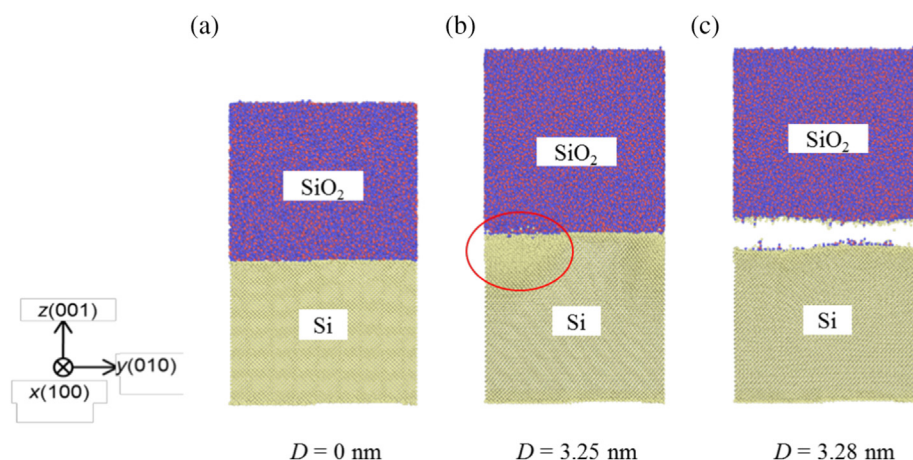 (a)
(b)
(c)
SiO₂
SiO₂
SiO₂
Si
Si
Si
z(001)
y(010)
x(100)
D = 0 nm
D = 3.25 nm
D = 3.28 nm